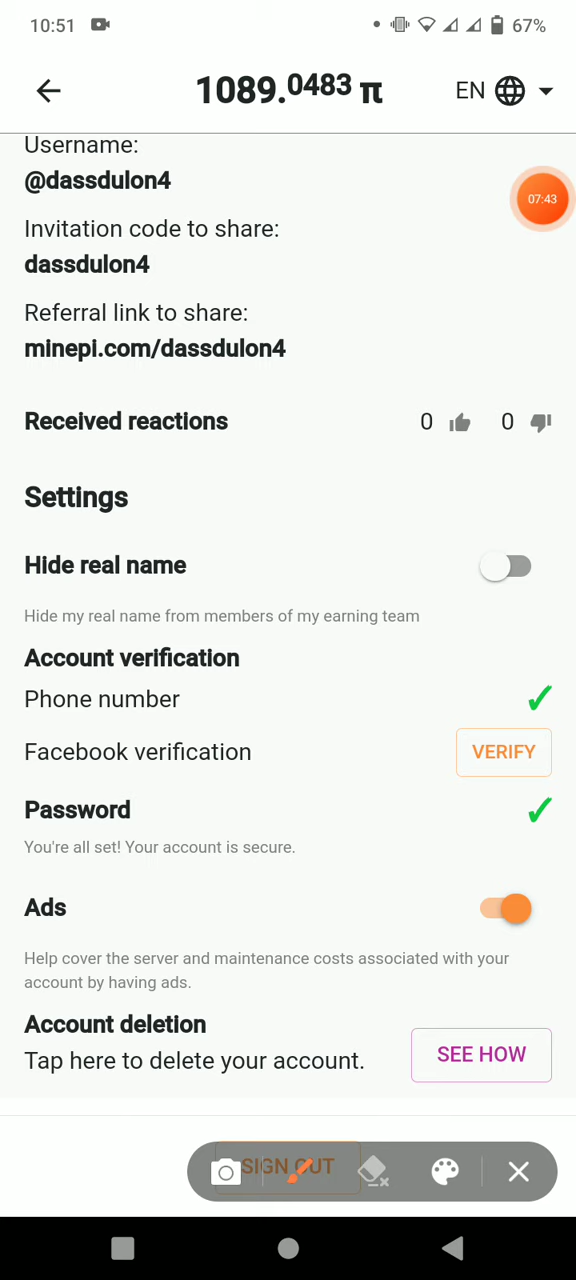 10:51
67%
1089.0483 π
EN
Username:
@dassdulon4
07:43
Invitation code to share:
dassdulon4
Referral link to share:
minepi.com/dassdulon4
Received reactions 0 0
Settings
Hide real name
Hide my real name from members of my earning team
Account verification
Phone number
Facebook verification VERIFY
Password
You're all set! Your account is secure.
Ads
Help cover the server and maintenance costs associated with your
account by having ads.
Account deletion
Tap here to delete your account. SEE HOW
SIGN OUT